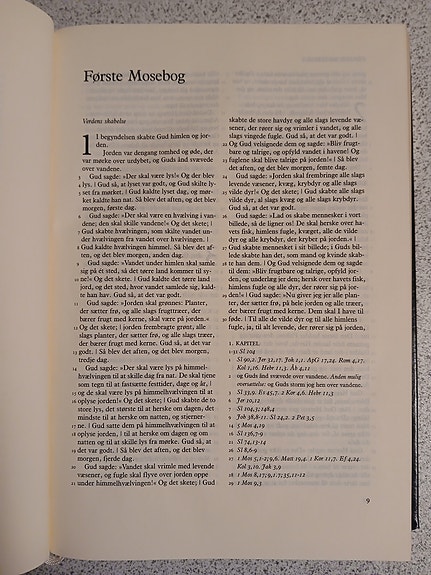 Første Mosebog
Verdens skabelse
1 I begyndelsen skabte Gud himlen og jor-
den.
2 Jorden var dengang tomhed og øde, der
var mørke over urdybet, og Guds ånd svævede
over vandene.
3 Gud sagde: »Der skal være lys!« Og der blev
4 lys. | Gud så, at lyset var godt, og Gud skilte ly-
5 set fra mørket. | Gud kaldte lyset dag, og mør-
ket kaldte han nat. Så blev det aften, og det blev
morgen, første dag.
6 Gud sagde: »Der skal være en hvælving i van-
dene; den skal skille vandene!« Og det skete; |
7 Gud skabte hvælvingen, som skilte vandet un-
der hvælvingen fra vandet over hvælvingen. |
8 Gud kaldte hvælvingen himmel. Så blev det af-
ten, og det blev morgen, anden dag.
9 Gud sagde: »Vandet under himlen skal samle
sig på ét sted, så det tørre land kommer til sy-
10 ne!« Og det skete; | Gud kaldte det tørre land
jord, og det sted, hvor vandet samlede sig, kald-
te han hav. Gud så, at det var godt.
11 Gud sagde: »Jorden skal grønnes: Planter,
der sætter frø, og alle slags frugttræer, der
bærer frugt med kerne, skal være på jorden.«
12 Og det skete; | jorden frembragte grønt, alle
slags planter, der sætter frø, og alle slags træer,
der bærer frugt med kerne. Gud så, at det var
13 godt. | Så blev det aften, og det blev morgen,
tredje dag.
14 Gud sagde: »Der skal være lys på himmel-
hvælvingen til at skille dag fra nat. De skal tjene
som tegn til at fastsætte festtider, dage og år, |
15 og de skal være lys på himmelhvælvingen til at
16 oplyse jorden!« Og det skete; | Gud skabte de to
store lys, det største til at herske om dagen, det
mindste til at herske om natten, og stjerner-
17 ne. | Gud satte dem på himmelhvælvingen til at
18 oplyse jorden, | til at herske om dagen og om
natten og til at skille lys fra mørke. Gud så, at
19 det var godt. | Så blev det aften, og det blev
morgen, fjerde dag.
20 Gud sagde: »Vandet skal vrimle med levende
væsener, og fugle skal flyve over jorden oppe
21 under himmelhvælvingen!« Og det skete; | Gud
skabte de store havdyr og alle slags levende væ-
sener, der rører sig og vrimler i vandet, og alle
slags vingede fugle. Gud så, at det var godt. |
22 Og Gud velsignede dem og sagde: »Bliv frugt-
bare og talrige, og opfyld vandet i havene! Og
23 fuglene skal blive talrige på jorden!« | Så blev
det aften, og det blev morgen, femte dag.
24 Gud sagde: »Jorden skal frembringe alle slags
levende væsener, kvæg, krybdyr og alle slags
25 vilde dyr!« Og det skete; | Gud skabte alle de
vilde dyr, al slags kvæg og alle slags krybdyr.
Gud så, at det var godt.
26 Gud sagde: »Lad os skabe mennesker i vort
billede, så de ligner os! De skal herske over ha-
vets fisk, himlens fugle, kvæget, alle de vilde
dyr og alle krybdyr, der kryber på jorden.« |
27 Gud skabte mennesket i sit billede; i Guds bil-
lede skabte han det, som mand og kvinde skab-
28 te han dem. | Og Gud velsignede dem og sagde
til dem: »Bliv frugtbare og talrige, opfyld jor-
den, og underlæg jer den; hersk over havets fisk,
himlens fugle og alle dyr, der rører sig på jor-
29 den!« | Gud sagde: »Nu giver jeg jer alle plan-
ter, der sætter frø, på hele jorden og alle træer,
der bærer frugt med kerne. Dem skal I have til
30 føde. | Til alle de vilde dyr og til alle himlens
fugle, ja, til alt levende, der rører sig på jorden,
1. KAPITEL
1-31 Sl 104
1 Sl 90,2. Jer 51,17. Joh 1,1. ApG 17,24. Rom 4,17.
Kol 1,16. Hebr 11,3. Åb 4,11
2 og Guds ånd svævede over vandene. Anden mulig
oversættelse: og Guds storm jog hen over vandene.
3 Sl 33,9. Es 45,7. 2 Kor 4,6. Hebr 11,3
6 Jer 10,12
7 Sl 104,3; 148,4
9 Job 38,8-11. Sl 24,2. 2 Pet 3,5
14 5 Mos 4,19
16 Sl 136,7-9
21 Sl 74,13-14
26 Sl 8,6-9
27 1 Mos 5,1-2; 9,6. Matt 19,4. 1 Kor 11,7. Ef 4,24.
Kol 3,10. Jak 3,9
28 1 Mos 8,17; 9,1.7; 35,11-12
29 1 Mos 9,3
9